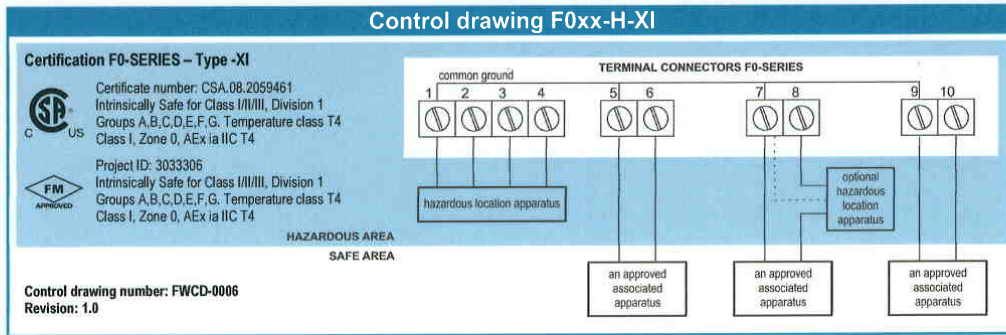 Control drawing F0xx-H-XI
Certification F0-SERIES – Type -XI
Certificate number: CSA.08.2059461
Intrinsically Safe for Class I/II/III, Division 1
Groups A,B,C,D,E,F,G. Temperature class T4
Class I, Zone 0, AEx ia IIC T4
SA
C US
Project ID: 3033306
Intrinsically Safe for Class I/II/III, Division 1
Groups A,B,C,D,E,F,G. Temperature class T4
Class I, Zone 0, AEx ia IIC T4
FM
APPROVED
HAZARDOUS AREA
SAFE AREA
Control drawing number: FWCD-0006
Revision: 1.0
TERMINAL CONNECTORS F0-SERIES
common ground
1 2 3 4 5 6 7 8 9 10
hazardous location apparatus
optional
hazardous
location
apparatus
an approved
associated
apparatus
an approved
associated
apparatus
an approved
associated
apparatus